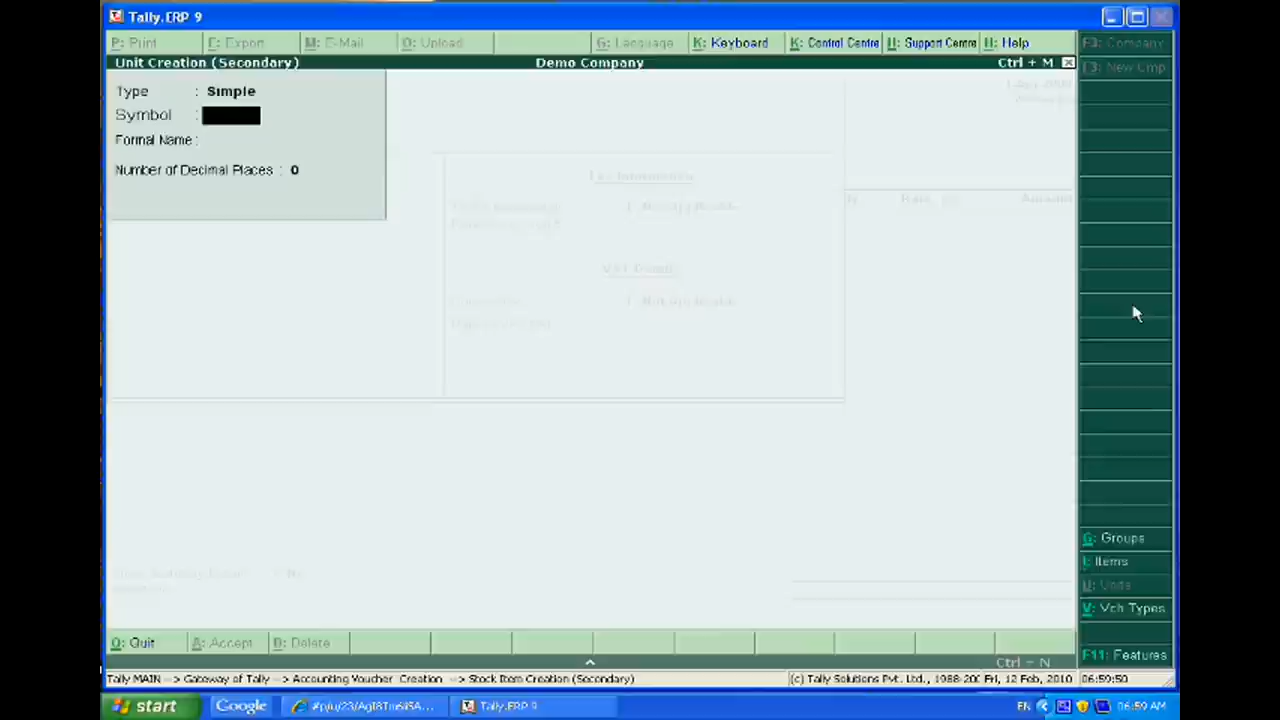 Tally.ERP 9
P: Print
E: Export
M: E-Mail
O: Upload
G: Language
K: Keyboard
K: Control Centre
H: Support Centre
H: Help
F3: Company
Unit Creation (Secondary)
Demo Company
Ctrl + M
F3: New Cmp
Type : Simple
Symbol :
Formal Name :
Number of Decimal Places : 0
Rate
Amount
G: Groups
I: Items
U: Units
V: Vch Types
F11: Features
Q: Quit
A: Accept
D: Delete
Ctrl + N
Tally MAIN --> Gateway of Tally --> Accounting Voucher Creation --> Stock Item Creation (Secondary)
(c) Tally Solutions Pvt. Ltd., 1988-200
Fri, 12 Feb, 2010
06:59:50
start
Google
Tally.ERP 9
EN
06:59 AM